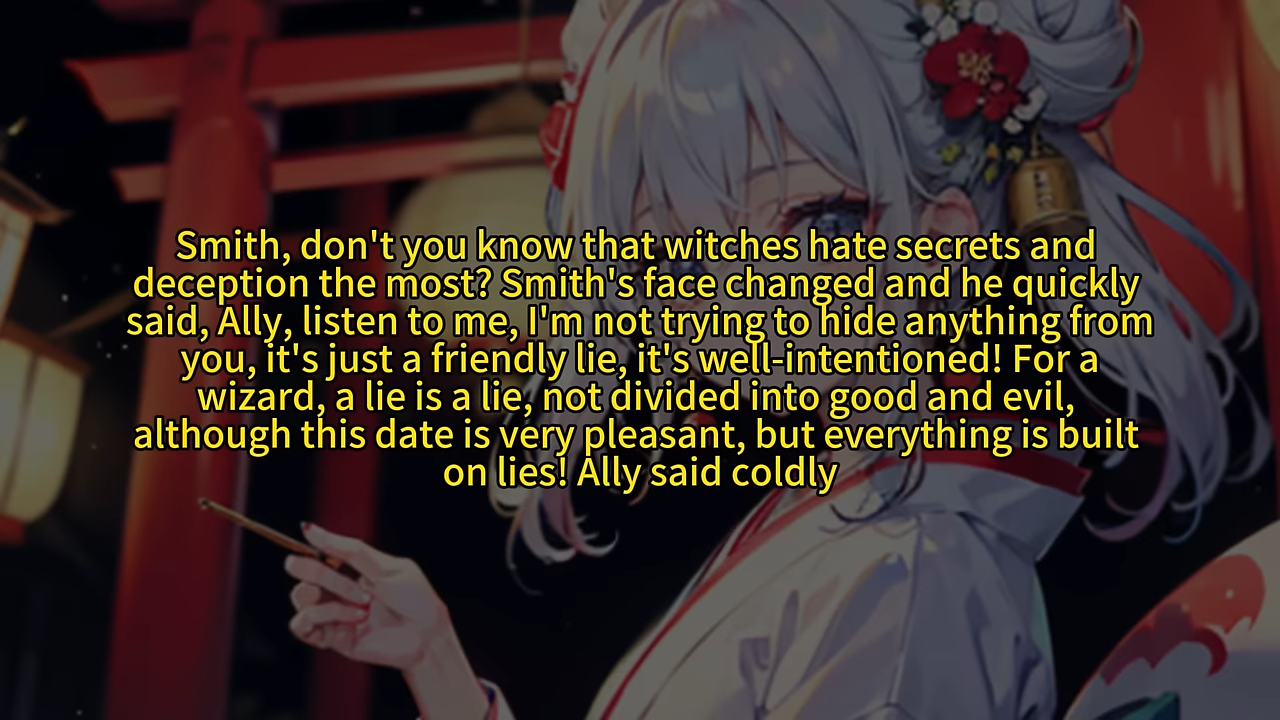 Smith, don't you know that witches hate secrets and
deception the most? Smith's face changed and he quickly
said, Ally, listen to me, I'm not trying to hide anything from
you, it's just a friendly lie, it's well-intentioned! For a
wizard, a lie is a lie, not divided into good and evil,
although this date is very pleasant, but everything is built
on lies! Ally said coldly